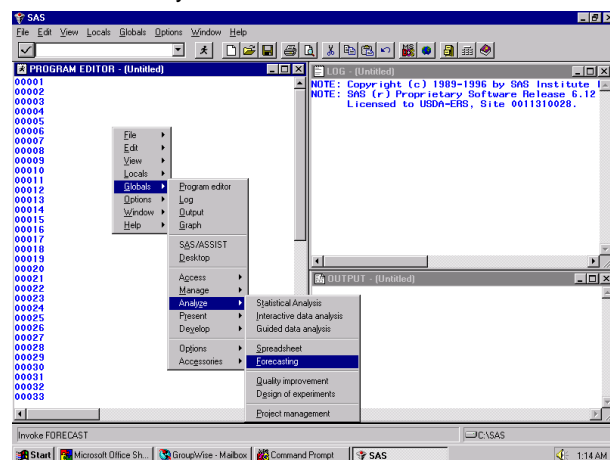 SAS
File Edit View Locals Globals Options Window Help
PROGRAM EDITOR - (Untitled)
00001
00002
00003
00004
00005
00006
00007
00008
00009
00010
00011
00012
00013
00014
00015
00016
00017
00018
00019
00020
00021
00022
00023
00024
00025
00026
00027
00028
00029
00030
00031
00032
00033
File
Edit
View
Locals
Globals
Options
Window
Help
Program editor
Log
Output
Graph
SAS/ASSIST
Desktop
Access
Manage
Analyze
Present
Develop
Options
Accessories
Statistical Analysis
Interactive data analysis
Guided data analysis
Spreadsheet
Forecasting
Quality improvement
Design of experiments
Project management
LOG - (Untitled)
NOTE: Copyright (c) 1989-1996 by SAS Institute I
NOTE: SAS (r) Proprietary Software Release 6.12
Licensed to USDA-ERS, Site 0011310028.
OUTPUT - (Untitled)
Invoke FORECAST
C:\SAS
Start Microsoft Office Sh... GroupWise - Mailbox Command Prompt SAS 1:14 AM